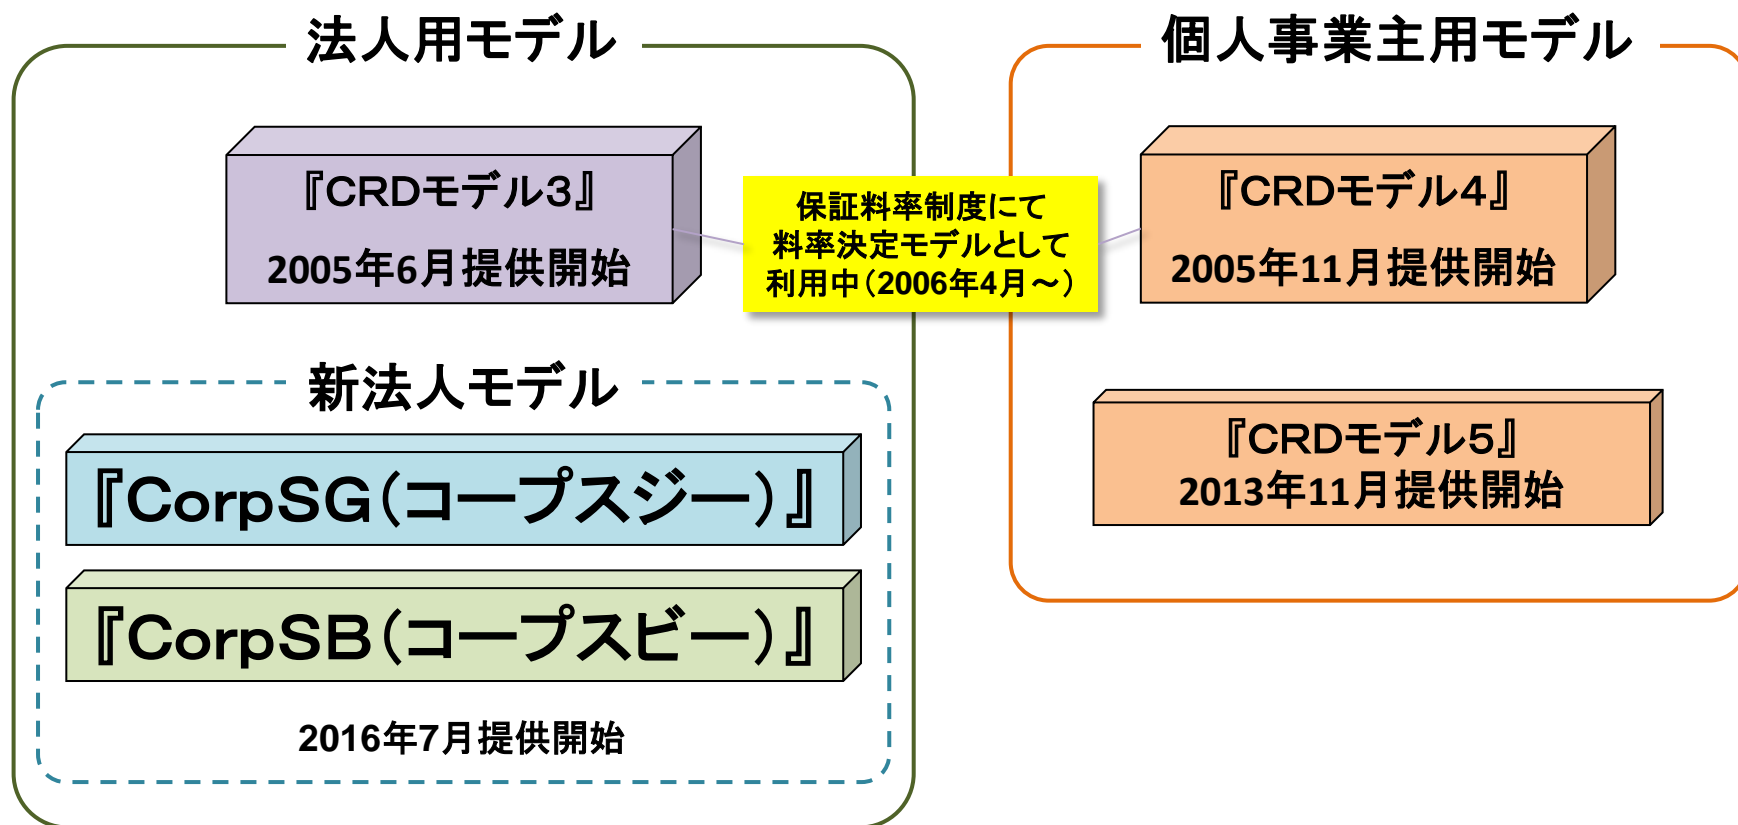 法人用モデル
『CRDモデル3』
2005年6月提供開始
新法人モデル
『CorpSG(コープスジー)』
『CorpSB(コープスビー)』
2016年7月提供開始
保証料率制度にて
料率決定モデルとして
利用中(2006年4月～)
個人事業主用モデル
『CRDモデル4』
2005年11月提供開始
『CRDモデル5』
2013年11月提供開始